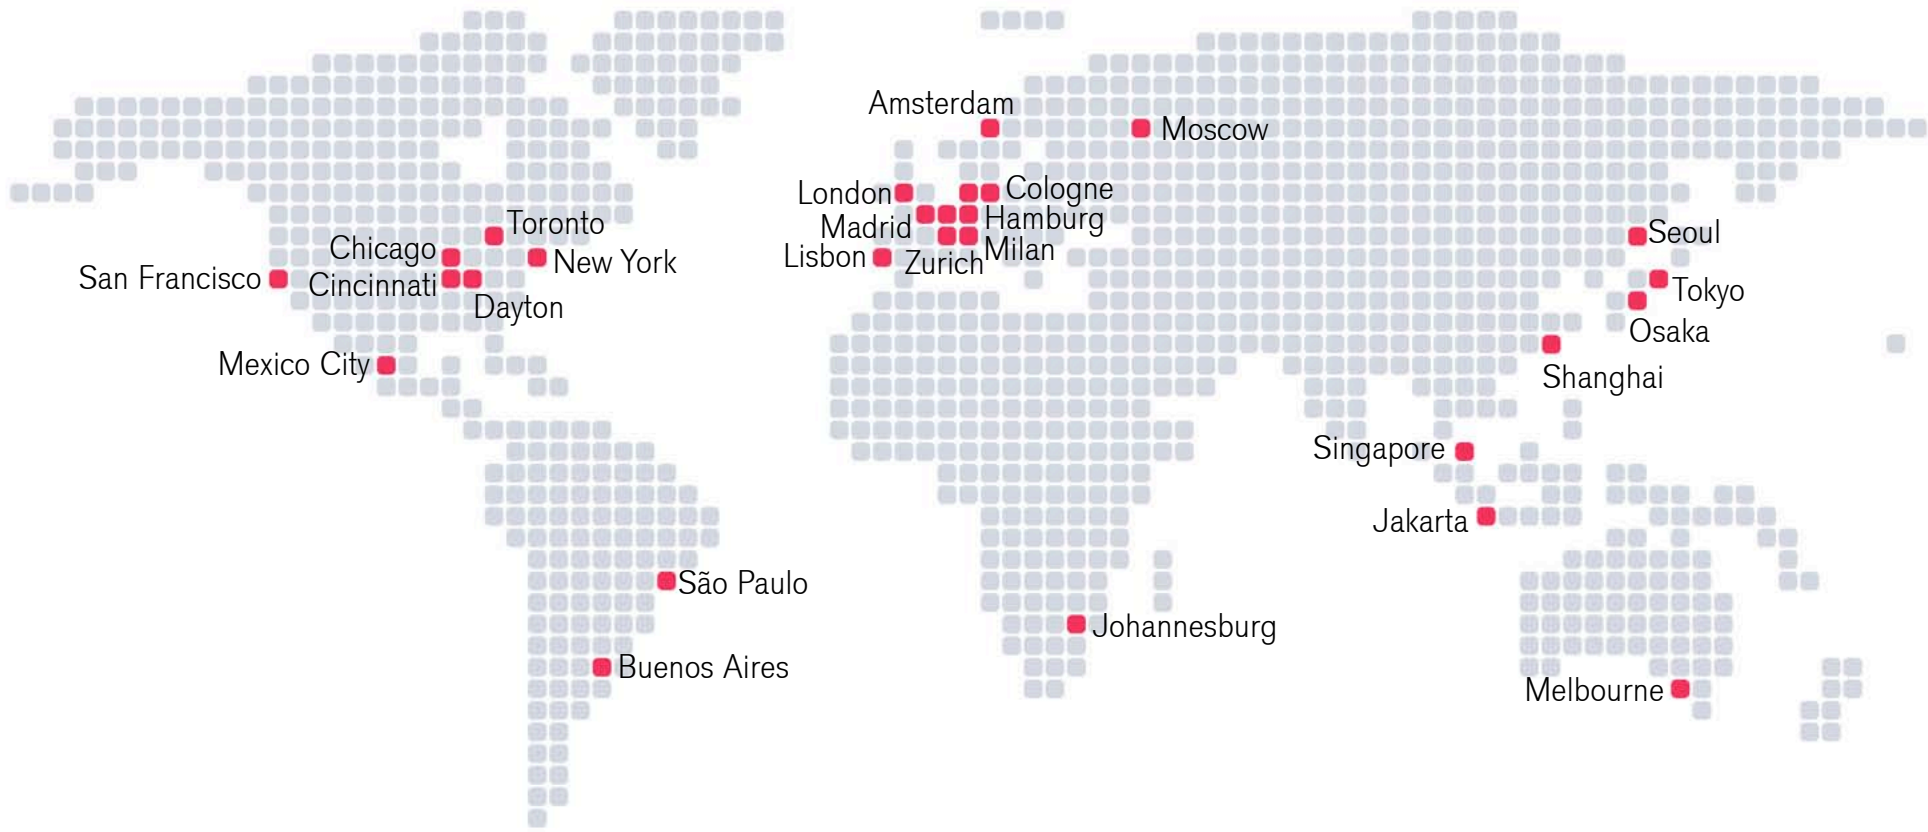 Amsterdam
Moscow
London
Cologne
Madrid
Hamburg
Lisbon
Zurich
Milan
Toronto
Chicago
New York
San Francisco
Cincinnati
Dayton
Mexico City
Seoul
Tokyo
Osaka
Shanghai
Singapore
Jakarta
São Paulo
Johannesburg
Buenos Aires
Melbourne